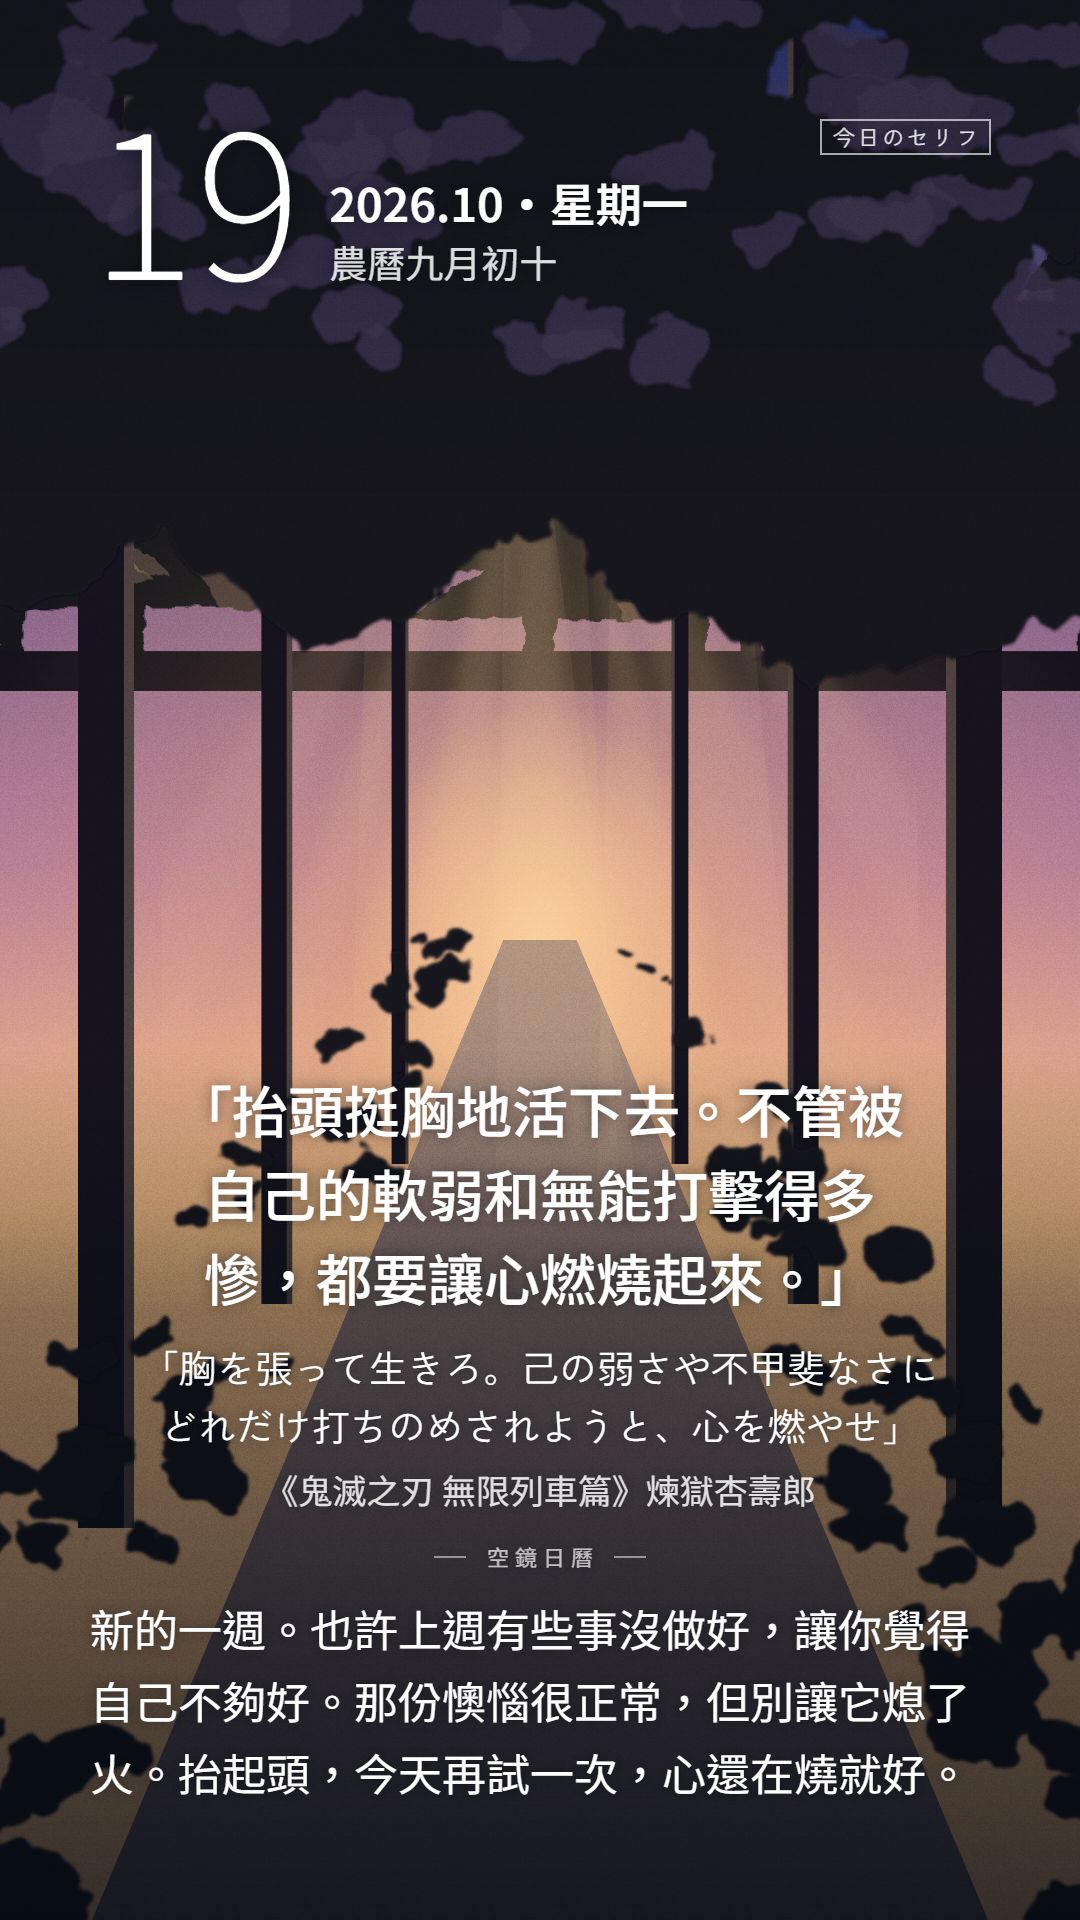 19
2026.10・星期一
農曆九月初十
今日のセリフ
「抬頭挺胸地活下去。不管被
自己的軟弱和無能打擊得多
慘，都要讓心燃燒起來。」
「胸を張って生きろ。己の弱さや不甲斐なさに
どれだけ打ちのめされようと、心を燃やせ」
《鬼滅之刃 無限列車篇》煉獄杏壽郎
空鏡日曆
新的一週。也許上週有些事沒做好，讓你覺得
自己不夠好。那份懊惱很正常，但別讓它熄了
火。抬起頭，今天再試一次，心還在燒就好。